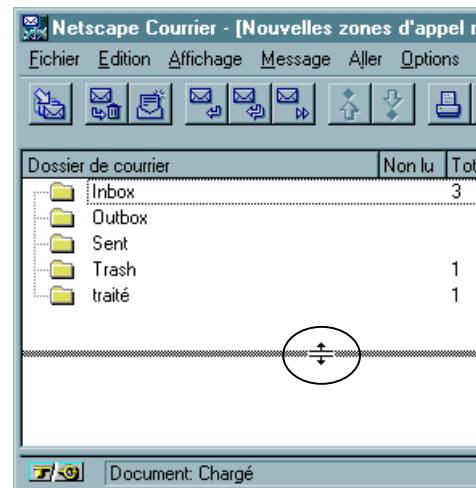 Netscape Courrier - [Nouvelles zones d'appel
Fichier Edition Affichage Message Aller Options
Dossier de courrier Non lu Tot
Inbox 3
Outbox
Sent
Trash 1
traité 1
Document: Chargé